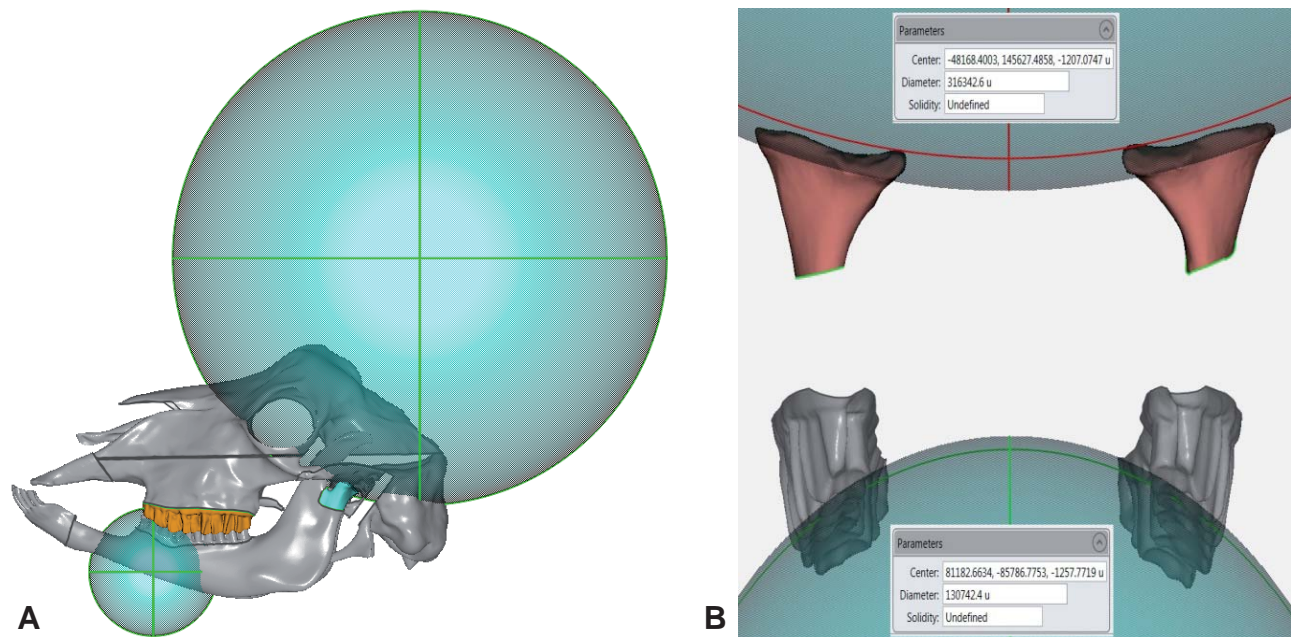 Parameters
Center: -48168.4003, 145627.4858, -1207.0747 u
Diameter: 316342.6 u
Solidity: Undefined
Parameters
Center: 81182.6634, -85786.7753, -1257.7719 u
Diameter: 130742.4 u
Solidity: Undefined
A
B